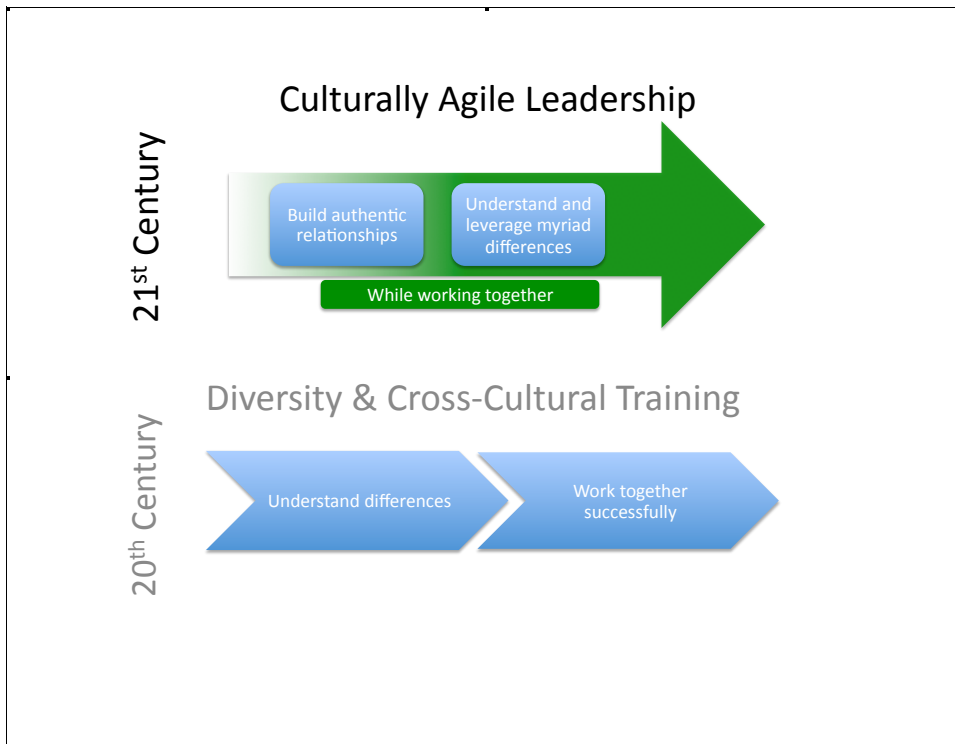 Culturally Agile Leadership
21st Century
Build authentic
relationships
Understand and
leverage myriad
differences
While working together
Diversity & Cross-Cultural Training
20th Century
Understand differences
Work together
successfully